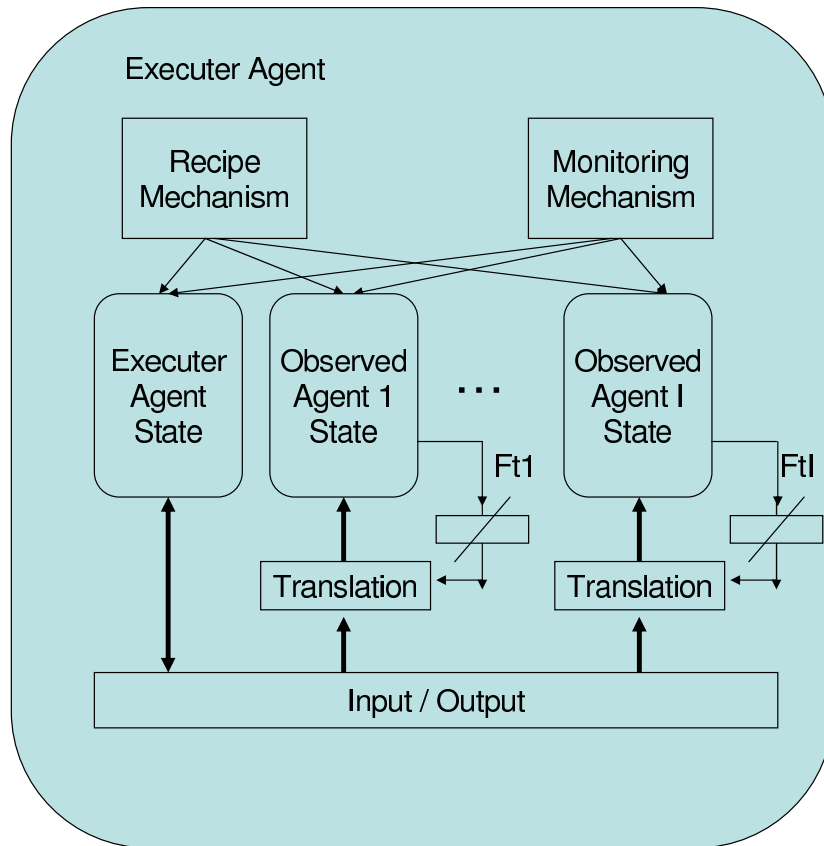 Executer Agent
Recipe
Mechanism
Monitoring
Mechanism
Executer
Agent
State
Observed
Agent 1
State
...
Observed
Agent I
State
Ft1
FtI
Translation
Translation
Input / Output